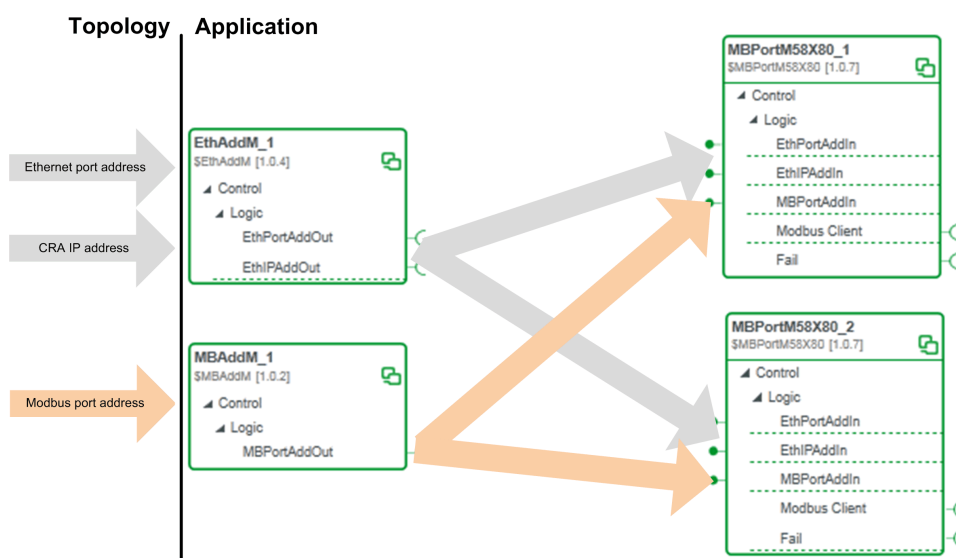 Topology
Application
Ethernet port address
CRA IP address
Modbus port address
EthAddM_1
$EthAddM [1.0.4]
Control
Logic
EthPortAddOut
EthIPAddOut
MBAddM_1
$MBAddM [1.0.2]
Control
Logic
MBPortAddOut
MBPortM58X80_1
$MBPortM58X80 [1.0.7]
Control
Logic
EthPortAddIn
EthIPAddIn
MBPortAddIn
Modbus Client
Fail
MBPortM58X80_2
$MBPortM58X80 [1.0.7]
Control
Logic
EthPortAddIn
EthIPAddIn
MBPortAddIn
Modbus Client
Fail